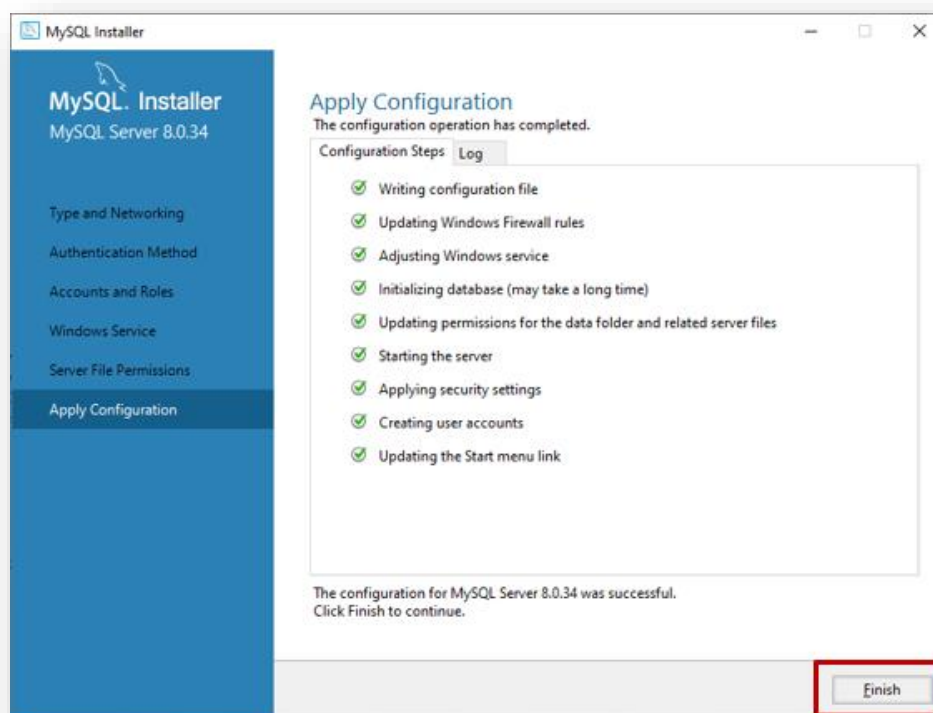 MySQL Installer
MySQL. Installer
MySQL Server 8.0.34
Type and Networking
Authentication Method
Accounts and Roles
Windows Service
Server File Permissions
Apply Configuration
Apply Configuration
The configuration operation has completed.
Configuration Steps Log
Writing configuration file
Updating Windows Firewall rules
Adjusting Windows service
Initializing database (may take a long time)
Updating permissions for the data folder and related server files
Starting the server
Applying security settings
Creating user accounts
Updating the Start menu link
The configuration for MySQL Server 8.0.34 was successful.
Click Finish to continue.
Finish